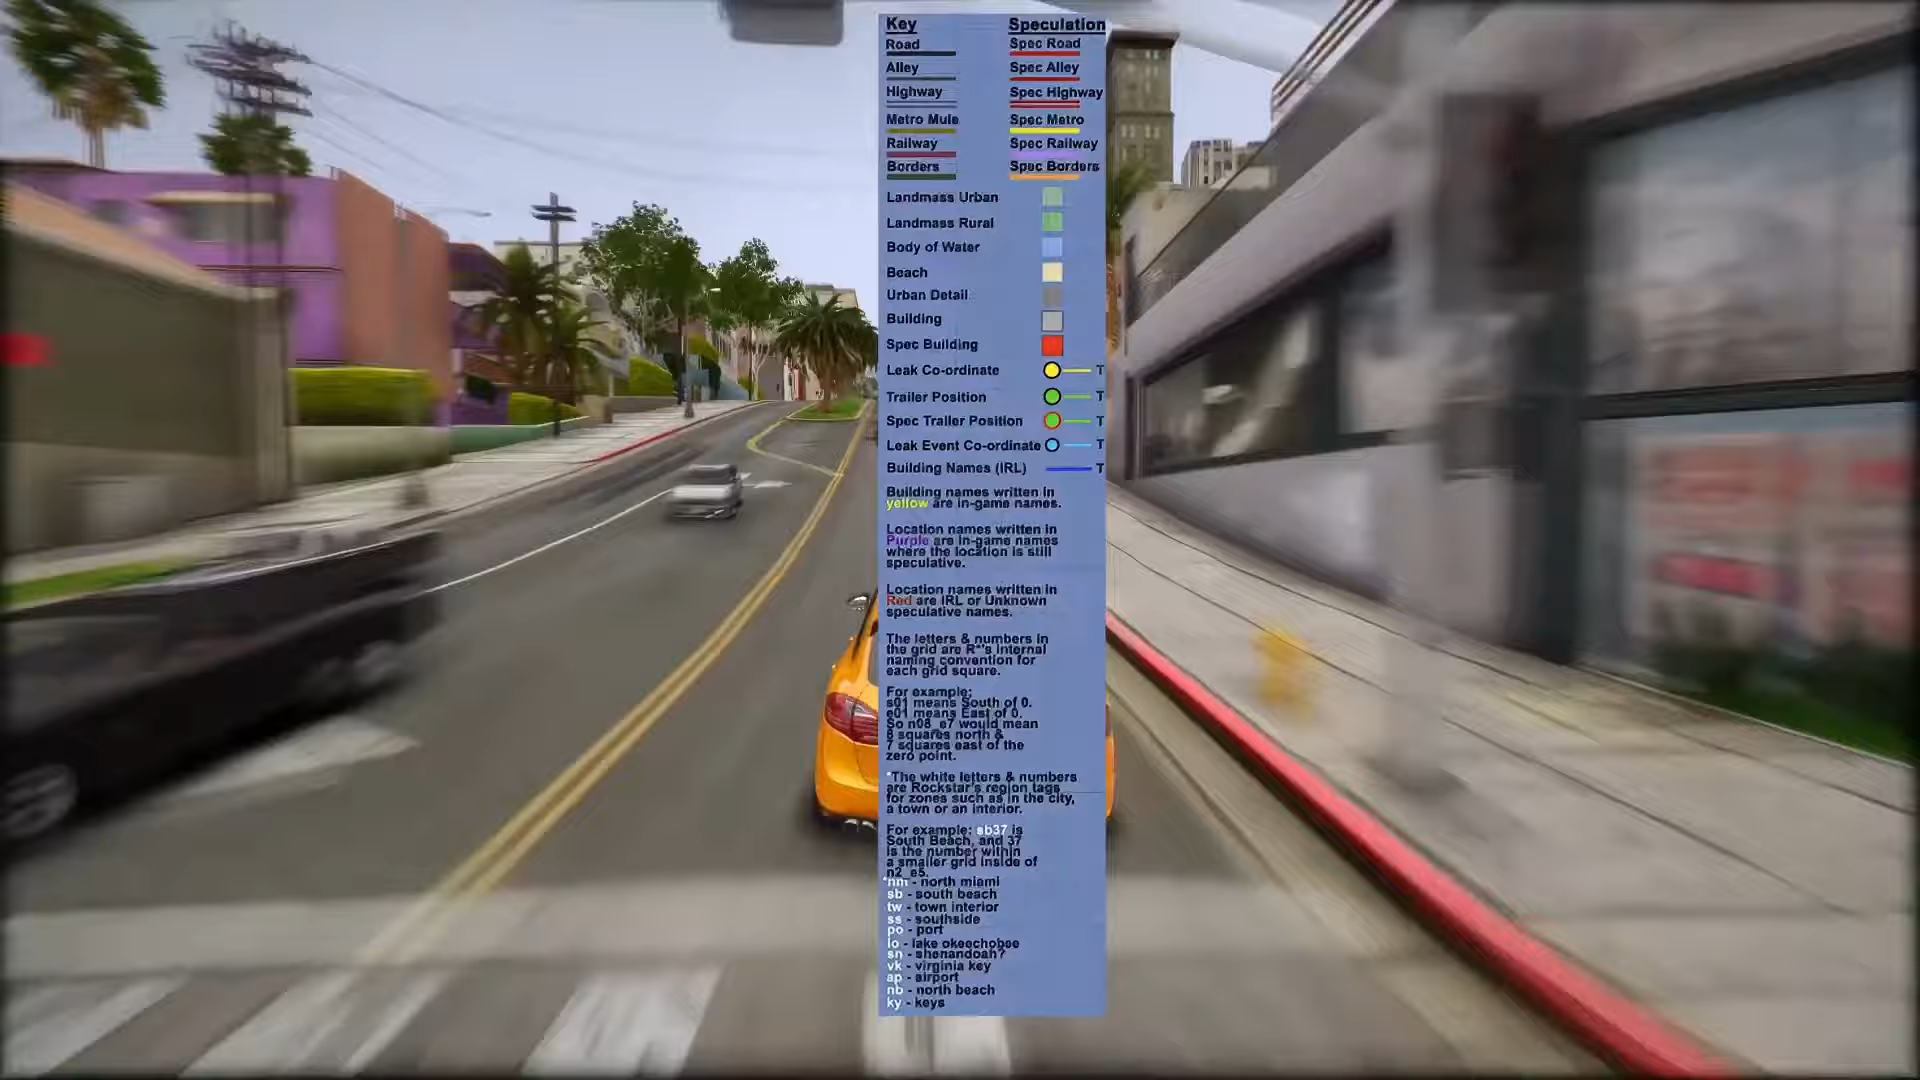 Key Speculation
Road Spec Road
Alley Spec Alley
Highway Spec Highway
Metro Mule Spec Metro
Railway Spec Railway
Borders Spec Borders
Landmass Urban
Landmass Rural
Body of Water
Beach
Urban Detail
Building
Spec Building
Leak Co-ordinate T
Trailer Position T
Spec Trailer Position T
Leak Event Co-ordinate T
Building Names (IRL) T
Building names written in
yellow are in-game names.
Location names written in
Purple are in-game names
where the location is still
speculative.
Location names written in
Red are IRL or Unknown
speculative names.
The letters & numbers in
the grid are R*'s internal
naming convention for
each grid square.
For example:
s01 means South of 0.
e01 means East of 0.
So n08_e7 would mean
8 squares north &
7 squares east of the
zero point.
*The white letters & numbers
are Rockstar's region tags
for zones such as in the city,
a town or an interior.
For example: sb37 is
South Beach, and 37
is the number within
a smaller grid inside of
n2_e5.
*nm - north miami
sb - south beach
tw - town interior
ss - southside
po - port
lo - lake okeechobee
sn - shenandoah?
vk - virginia key
ap - airport
nb - north beach
ky - keys